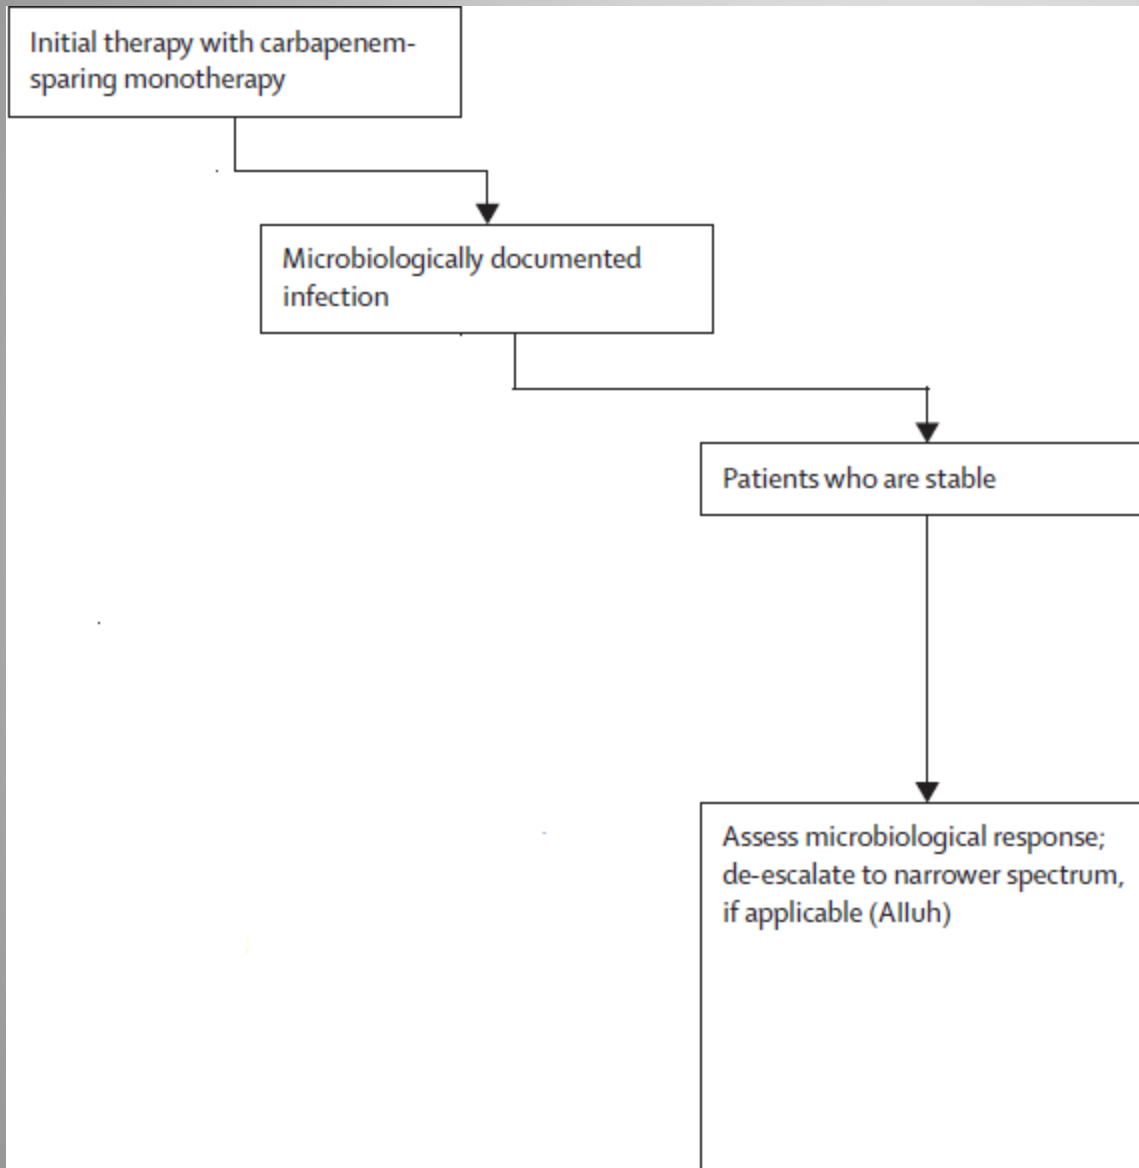 Initial therapy with carbapenem-
sparing monotherapy
Microbiologically documented
infection
Patients who are stable
Assess microbiological response;
de-escalate to narrower spectrum,
if applicable (AIIuh)